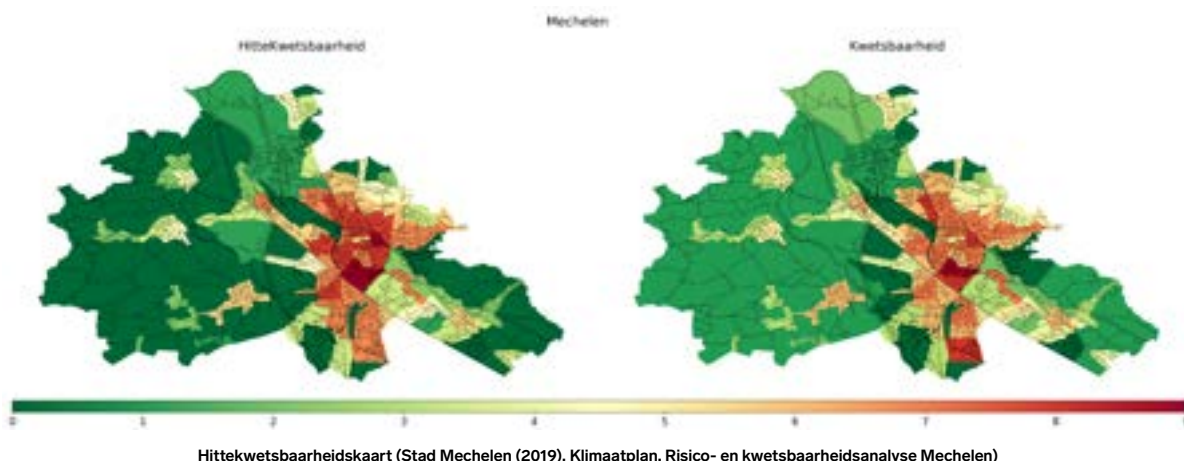 Mechelen
HitteKwetsbaarheid
Kwetsbaarheid
0 1 2 3 4 5 6 7 8
Hittekwetsbaarheidskaart (Stad Mechelen (2019). Klimaatplan. Risico- en kwetsbaarheidsanalyse Mechelen)